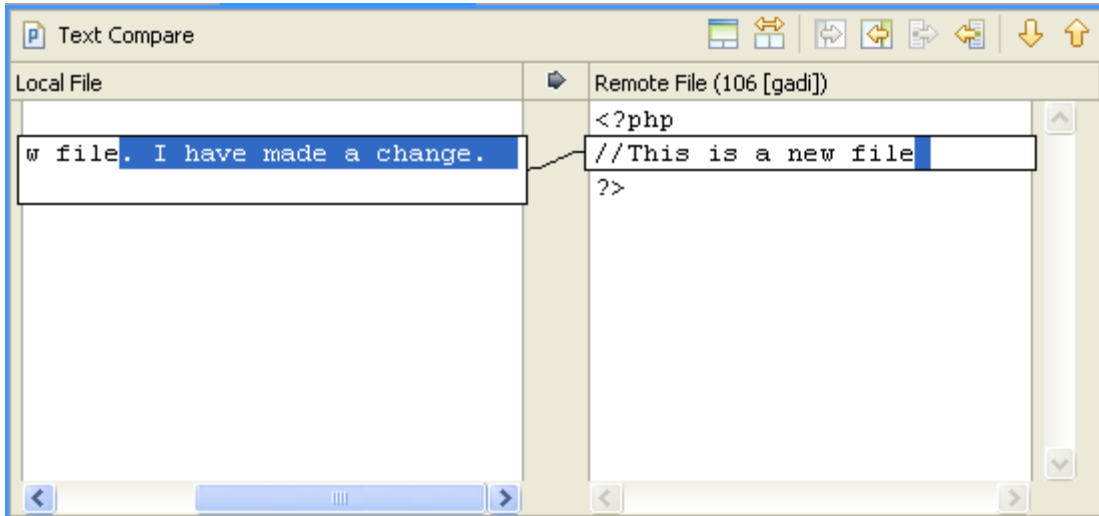 Text Compare
Local File
Remote File (106 [gadi])
w file. I have made a change.
<?php
//This is a new file
?>